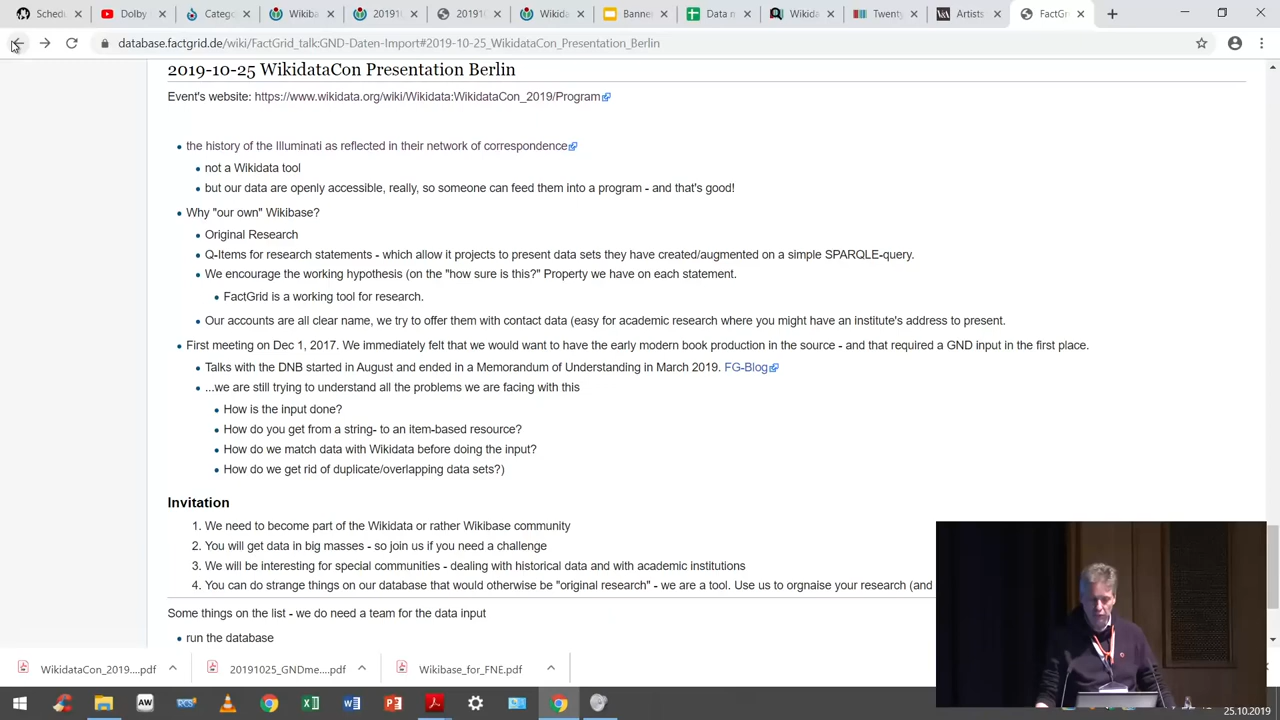 Schedu
Dolby
Categc
Wikiba
20191
20191
Wikida
Banne
Data n
Wikida
Twenty
Artists
FactGri
database.factgrid.de/wiki/FactGrid_talk:GND-Daten-Import#2019-10-25_WikidataCon_Presentation_Berlin
2019-10-25 WikidataCon Presentation Berlin
Event's website: https://www.wikidata.org/wiki/Wikidata:WikidataCon_2019/Program
the history of the Illuminati as reflected in their network of correspondence
not a Wikidata tool
but our data are openly accessible, really, so someone can feed them into a program - and that's good!
Why "our own" Wikibase?
Original Research
Q-Items for research statements - which allow it projects to present data sets they have created/augmented on a simple SPARQLE-query.
We encourage the working hypothesis (on the "how sure is this?" Property we have on each statement.
FactGrid is a working tool for research.
Our accounts are all clear name, we try to offer them with contact data (easy for academic research where you might have an institute's address to present.
First meeting on Dec 1, 2017. We immediately felt that we would want to have the early modern book production in the source - and that required a GND input in the first place.
Talks with the DNB started in August and ended in a Memorandum of Understanding in March 2019. FG-Blog
...we are still trying to understand all the problems we are facing with this
How is the input done?
How do you get from a string- to an item-based resource?
How do we match data with Wikidata before doing the input?
How do we get rid of duplicate/overlapping data sets?)
Invitation
1. We need to become part of the Wikidata or rather Wikibase community
2. You will get data in big masses - so join us if you need a challenge
3. We will be interesting for special communities - dealing with historical data and with academic institutions
4. You can do strange things on our database that would otherwise be "original research" - we are a tool. Use us to orgnaise your research (and
Some things on the list - we do need a team for the data input
run the database
WikidataCon_2019....pdf
20191025_GNDme....pdf
Wikibase_for_FNE.pdf
25.10.2019